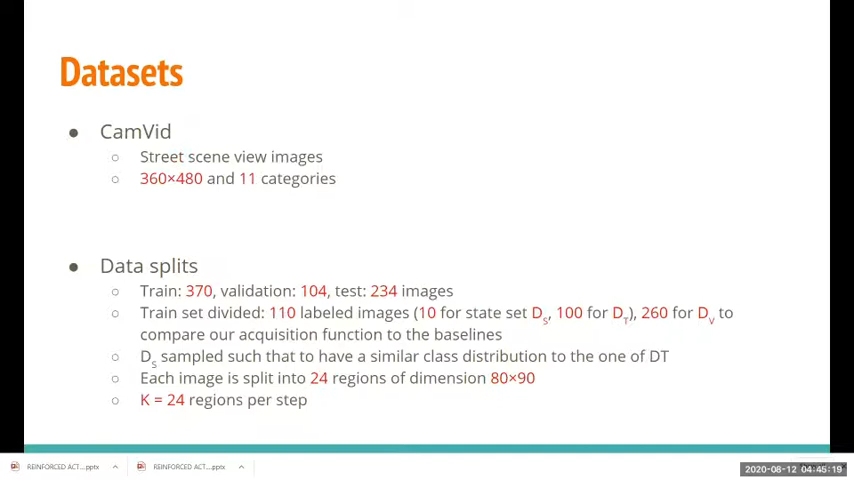 Datasets
● CamVid
○ Street scene view images
○ 360×480 and 11 categories
● Data splits
○ Train: 370, validation: 104, test: 234 images
○ Train set divided: 110 labeled images (10 for state set DS, 100 for DT), 260 for DV to
compare our acquisition function to the baselines
○ DS sampled such that to have a similar class distribution to the one of DT
○ Each image is split into 24 regions of dimension 80×90
○ K = 24 regions per step
REINFORCED ACT....pptx
REINFORCED ACT....pptx
2020-08-12 04:45:19